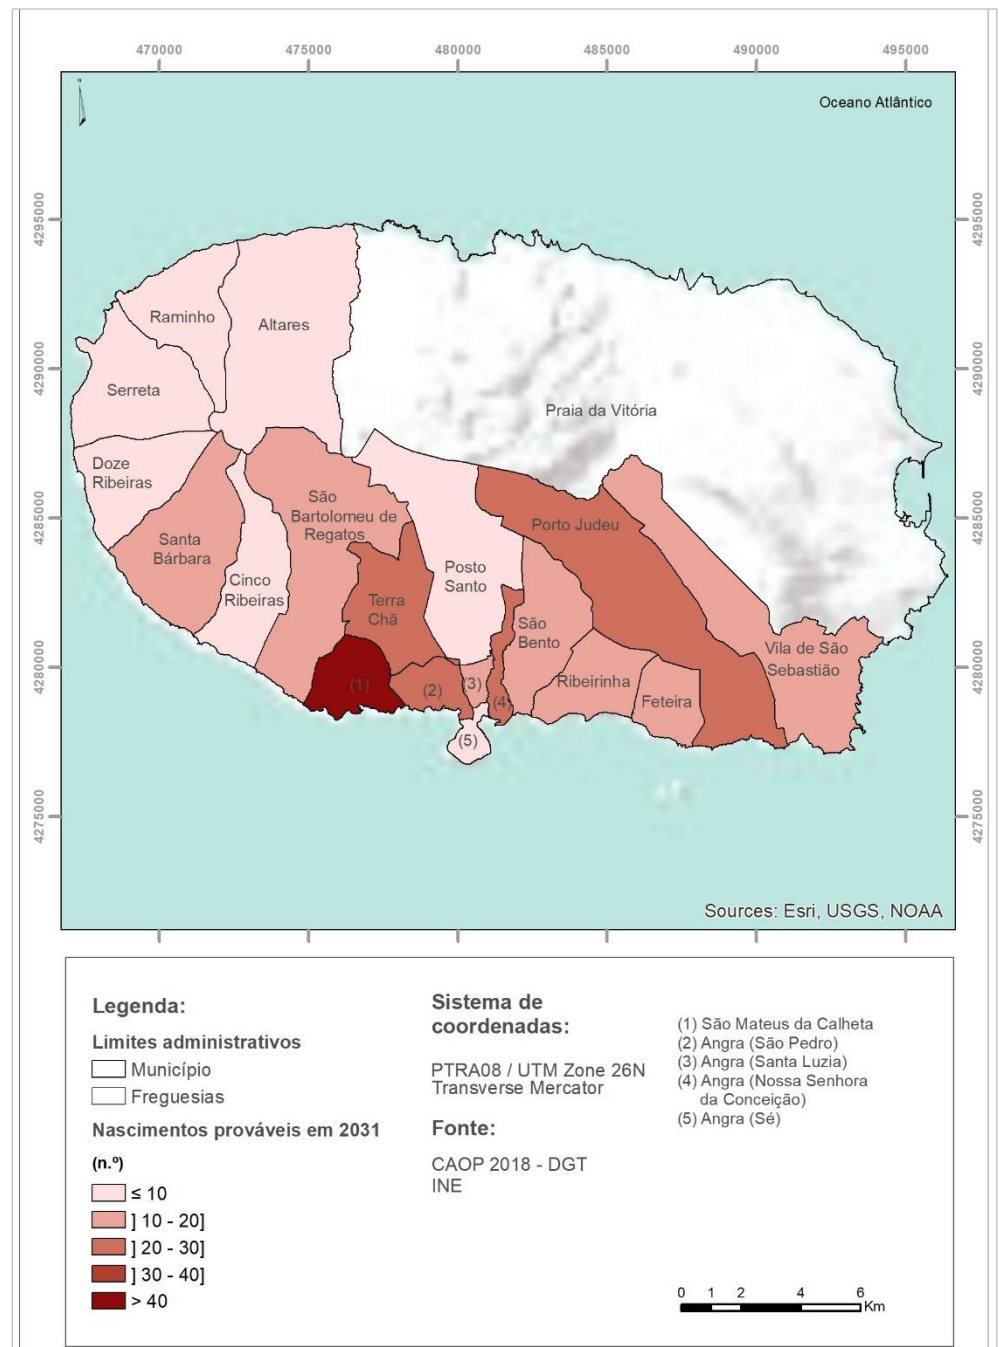 470000
475000
480000
485000
490000
495000
N
Oceano Atlântico
4295000
4295000
Raminho
Altares
4290000
4290000
Serreta
Praia da Vitória
Doze
Ribeiras
São
Bartolomeu de
Regatos
4285000
4285000
Porto Judeu
Santa
Bárbara
Posto
Santo
Cinco
Ribeiras
Terra
Chã
São
Bento
Vila de São
Sebastião
4280000
4280000
Ribeirinha
Feteira
(1)
(2)
(3)
(4)
(5)
4275000
4275000
Sources: Esri, USGS, NOAA
Legenda:
Limites administrativos
Município
Freguesias
Nascimentos prováveis em 2031
(n.º)
≤ 10
] 10 - 20]
] 20 - 30]
] 30 - 40]
> 40
Sistema de
coordenadas:
PTRA08 / UTM Zone 26N
Transverse Mercator
Fonte:
CAOP 2018 - DGT
INE
(1) São Mateus da Calheta
(2) Angra (São Pedro)
(3) Angra (Santa Luzia)
(4) Angra (Nossa Senhora
da Conceição)
(5) Angra (Sé)
0 1 2 4 6
Km